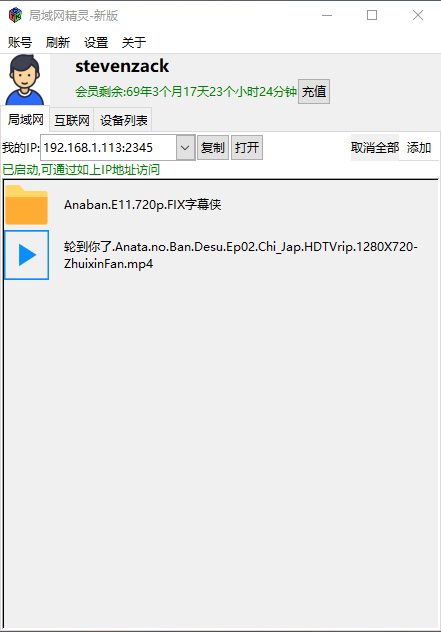 局域网精灵-新版
账号 刷新 设置 关于
stevenzack
会员剩余:69年3个月17天23个小时24分钟 充值
局域网 互联网 设备列表
我的IP: 192.168.1.113:2345 复制 打开 取消全部 添加
已启动,可通过如上IP地址访问
Anaban.E11.720p.FIX字幕侠
轮到你了.Anata.no.Ban.Desu.Ep02.Chi_Jap.HDTVrip.1280X720-
ZhuixinFan.mp4